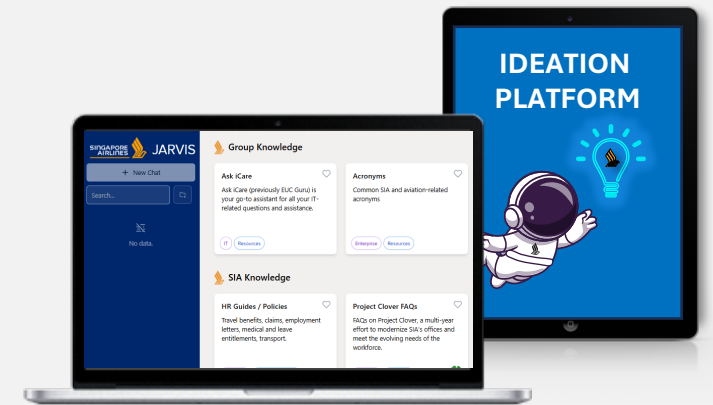 IDEATION
PLATFORM
SINGAPORE
AIRLINES
JARVIS
+ New Chat
Search...
No data.
Group Knowledge
Ask iCare
Ask iCare (previously EUC Guru) is
your go-to assistant for all your IT-
related questions and assistance.
IT
Resources
Acronyms
Common SIA and aviation-related
acronyms
Enterprise
Resources
SIA Knowledge
HR Guides / Policies
Travel benefits, claims, employment
letters, medical and leave
entitlements, transport.
Project Clover FAQs
FAQs on Project Clover, a multi-year
effort to modernize SIA's offices and
meet the evolving needs of the
workforce.